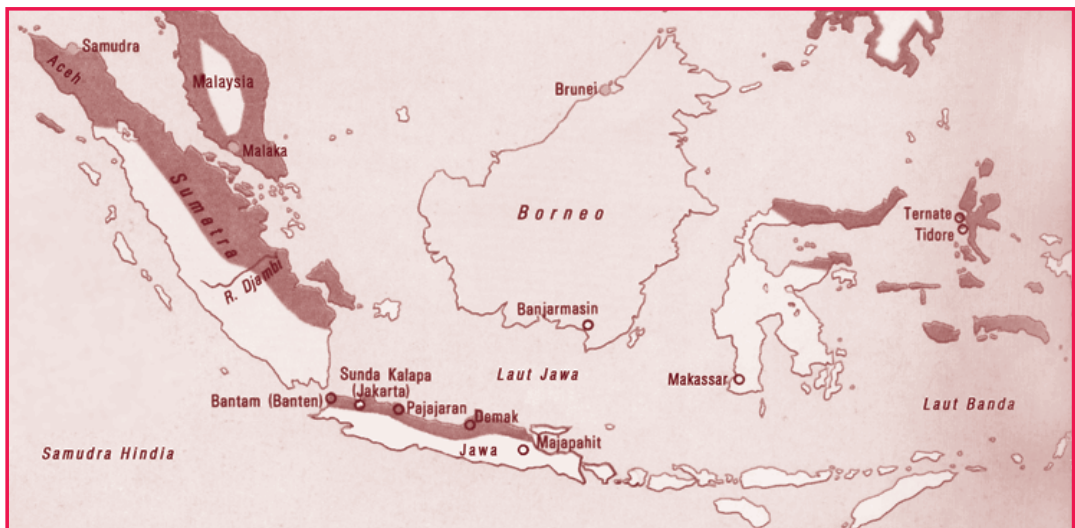 Samudra
Aceh
Malaysia
Malaka
Brunei
Sumatra
Borneo
R. Djambi
Ternate
Tidore
Banjarmasin
Laut Jawa
Makassar
Laut Banda
Sunda Kalapa
(Jakarta)
Bantam (Banten)
Pajajaran
Demak
Jawa
Majapahit
Samudra Hindia